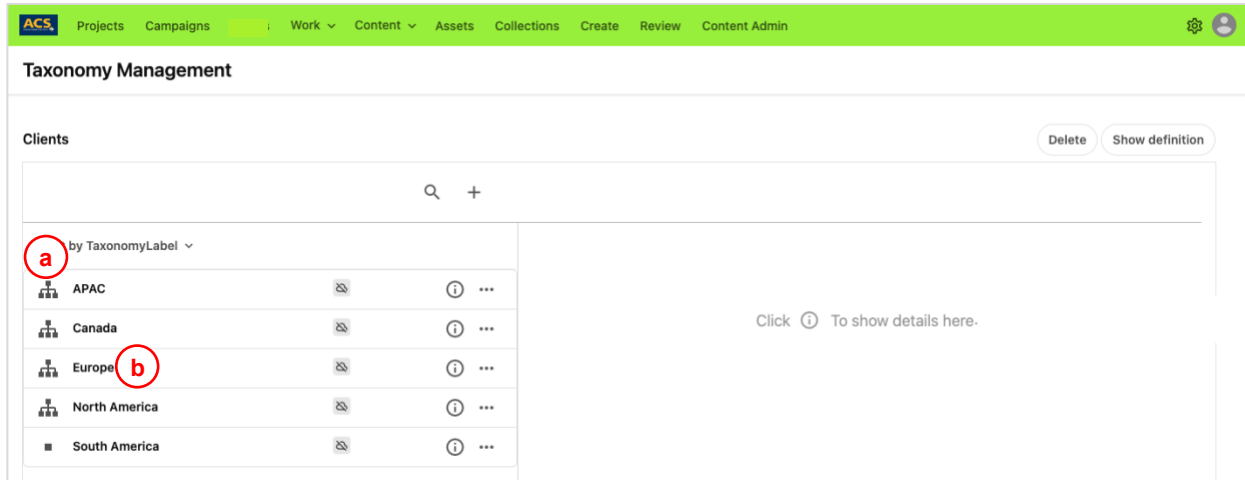 ACS Projects Campaigns Work Content Assets Collections Create Review Content Admin
Taxonomy Management
Clients Delete Show definition
by TaxonomyLabel
a
APAC
Canada
Europe b
Click To show details here.
North America
South America